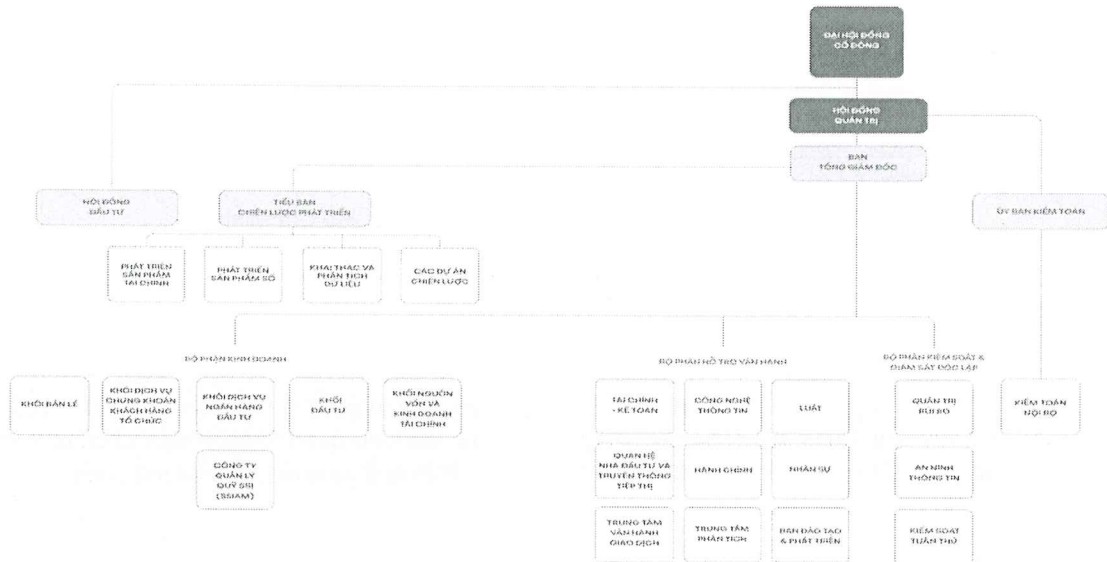 ĐẠI HỘI ĐỒNG
CỔ ĐÔNG
HỘI ĐỒNG
QUẢN TRỊ
BAN
TỔNG GIÁM ĐỐC
HỘI ĐỒNG
ĐẦU TƯ
TIỂU BAN
CHIẾN LƯỢC PHÁT TRIỂN
ỦY BAN KIỂM TOÁN
PHÁT TRIỂN
SẢN PHẨM
TÀI CHÍNH
PHÁT TRIỂN
SẢN PHẨM SỐ
KHAI THÁC VÀ
PHÂN TÍCH
DỮ LIỆU
CÁC DỰ ÁN
CHIẾN LƯỢC
BỘ PHẬN KINH DOANH
BỘ PHẬN HỖ TRỢ VẬN HÀNH
BỘ PHẬN KIỂM SOÁT &
GIÁM SÁT ĐỘC LẬP
KHỐI BÁN LẺ
KHỐI DỊCH VỤ
CHỨNG KHOÁN
KHÁCH HÀNG
TỔ CHỨC
KHỐI DỊCH VỤ
NGÂN HÀNG
ĐẦU TƯ
KHỐI
ĐẦU TƯ
KHỐI NGUỒN
VỐN VÀ
KINH DOANH
TÀI CHÍNH
TÀI CHÍNH
- KẾ TOÁN
CÔNG NGHỆ
THÔNG TIN
LUẬT
QUẢN TRỊ
RỦI RO
KIỂM TOÁN
NỘI BỘ
CÔNG TY
QUẢN LÝ
QUỸ SSI
(SSIAM)
QUAN HỆ
NHÀ ĐẦU TƯ VÀ
TRUYỀN THÔNG
TIẾP THỊ
HÀNH CHÍNH
NHÂN SỰ
AN NINH
THÔNG TIN
TRUNG TÂM
VẬN HÀNH
GIAO DỊCH
TRUNG TÂM
PHÂN TÍCH
BAN ĐÀO TẠO
& PHÁT TRIỂN
KIỂM SOÁT
TUÂN THỦ